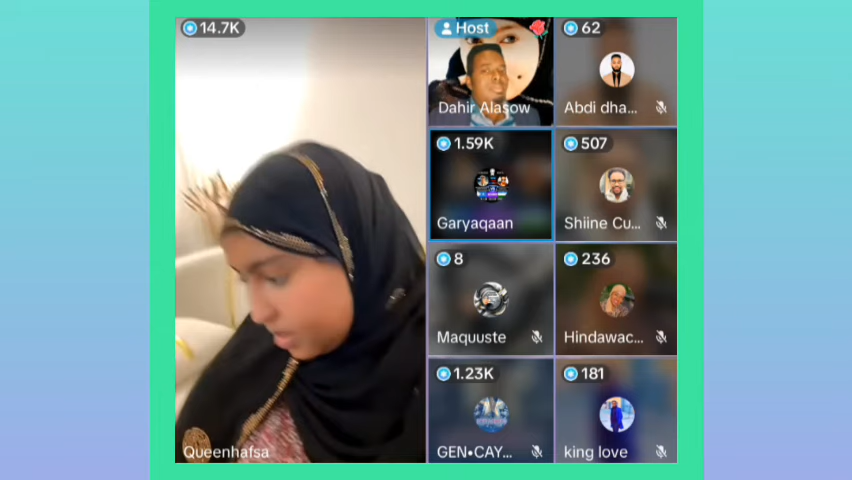 14.7K
Queenhafsa
Host
Dahir Alasow
62
Abdi dha...
1.59K
Garyaqaan
507
Shiine Cu...
8
Maquuste
236
Hindawac...
1.23K
GEN•CAY...
181
king love